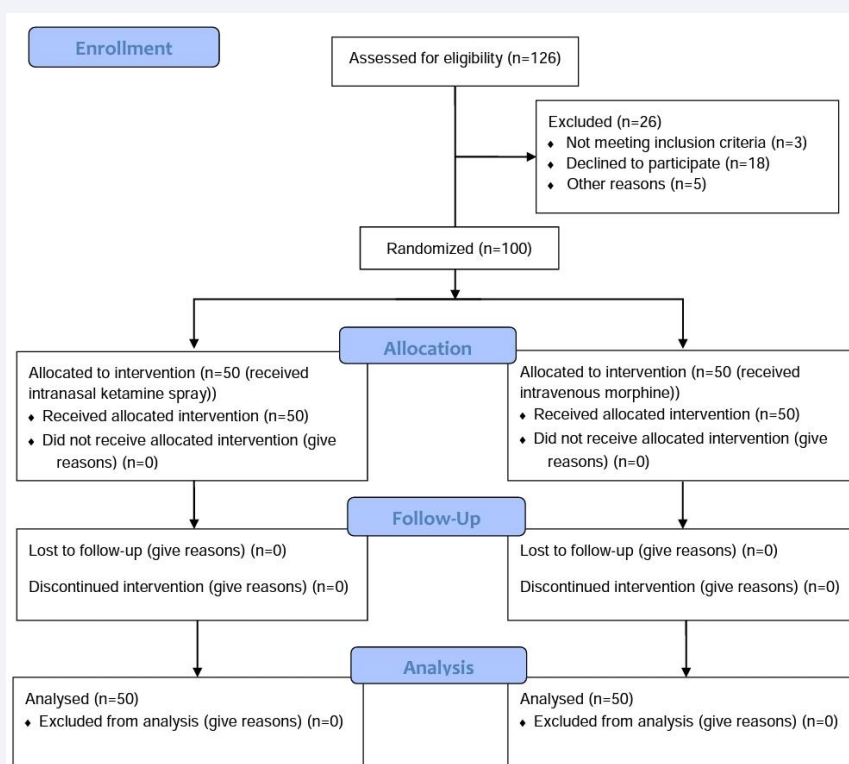 Enrollment
Assessed for eligibility (n=126)
Excluded (n=26)
♦ Not meeting inclusion criteria (n=3)
♦ Declined to participate (n=18)
♦ Other reasons (n=5)
Randomized (n=100)
Allocation
Allocated to intervention (n=50 (received
intranasal ketamine spray))
♦ Received allocated intervention (n=50)
♦ Did not receive allocated intervention (give
reasons) (n=0)
Allocated to intervention (n=50 (received
intravenous morphine))
♦ Received allocated intervention (n=50)
♦ Did not receive allocated intervention (give
reasons) (n=0)
Follow-Up
Lost to follow-up (give reasons) (n=0)
Discontinued intervention (give reasons) (n=0)
Lost to follow-up (give reasons) (n=0)
Discontinued intervention (give reasons) (n=0)
Analysis
Analysed (n=50)
♦ Excluded from analysis (give reasons) (n=0)
Analysed (n=50)
♦ Excluded from analysis (give reasons) (n=0)